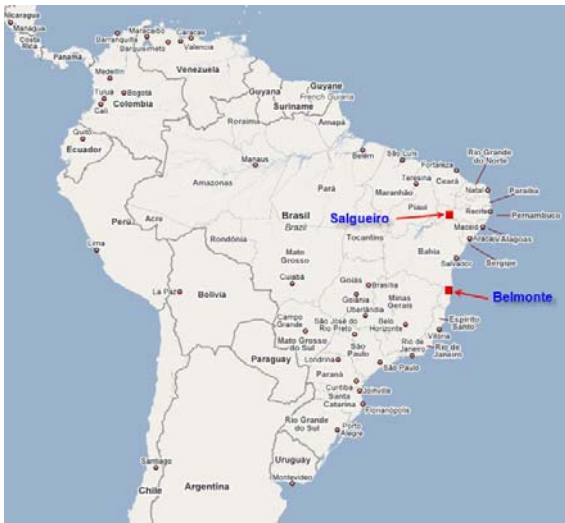 Nicaragua
Managua
Costa
Rica
Panama
Barranquilla
Maracaibo
Caracas
Barquisimeto
Valencia
Medellín
Venezuela
Tuluá
Bogotá
Colombia
Cali
Guyana
Guyane
French Guiana
Suriname
Quito
Ecuador
Roraima
Amapá
Manaus
Belém
São Luís
Fortaleza
Rio Grande
do Norte
Teresina
Ceará
Natal
Amazonas
Pará
Maranhão
Paraíba
Piauí
Recife
Pernambuco
Salgueiro
Peru
Acre
Brasil
Brazil
Maceió
Alagoas
Aracaju
Lima
Rondônia
Tocantins
Bahia
Sergipe
Mato
Grosso
Salvador
La Paz
Bolivia
Cuiabá
Goiás
Brasília
Goiânia
Minas
Gerais
Belmonte
Uberlândia
Campo
Grande
São José do
Rio Preto
Belo
Horizonte
Espírito
Santo
Vitória
Mato Grosso
do Sul
São
Paulo
Rio de
Janeiro
Rio de
Janeiro
Paraguay
Londrina
São Paulo
Paraná
Curitiba
Joinville
Santa
Catarina
Florianópolis
Rio Grande
do Sul
Porto
Alegre
Santiago
Uruguay
Chile
Argentina
Montevideo